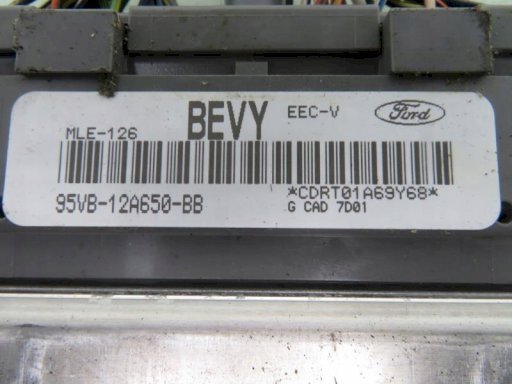 BEVY EEC-V Ford
MLE-126
*CDRT01A69Y68*
95VB-12A650-BB G CAD 7D01